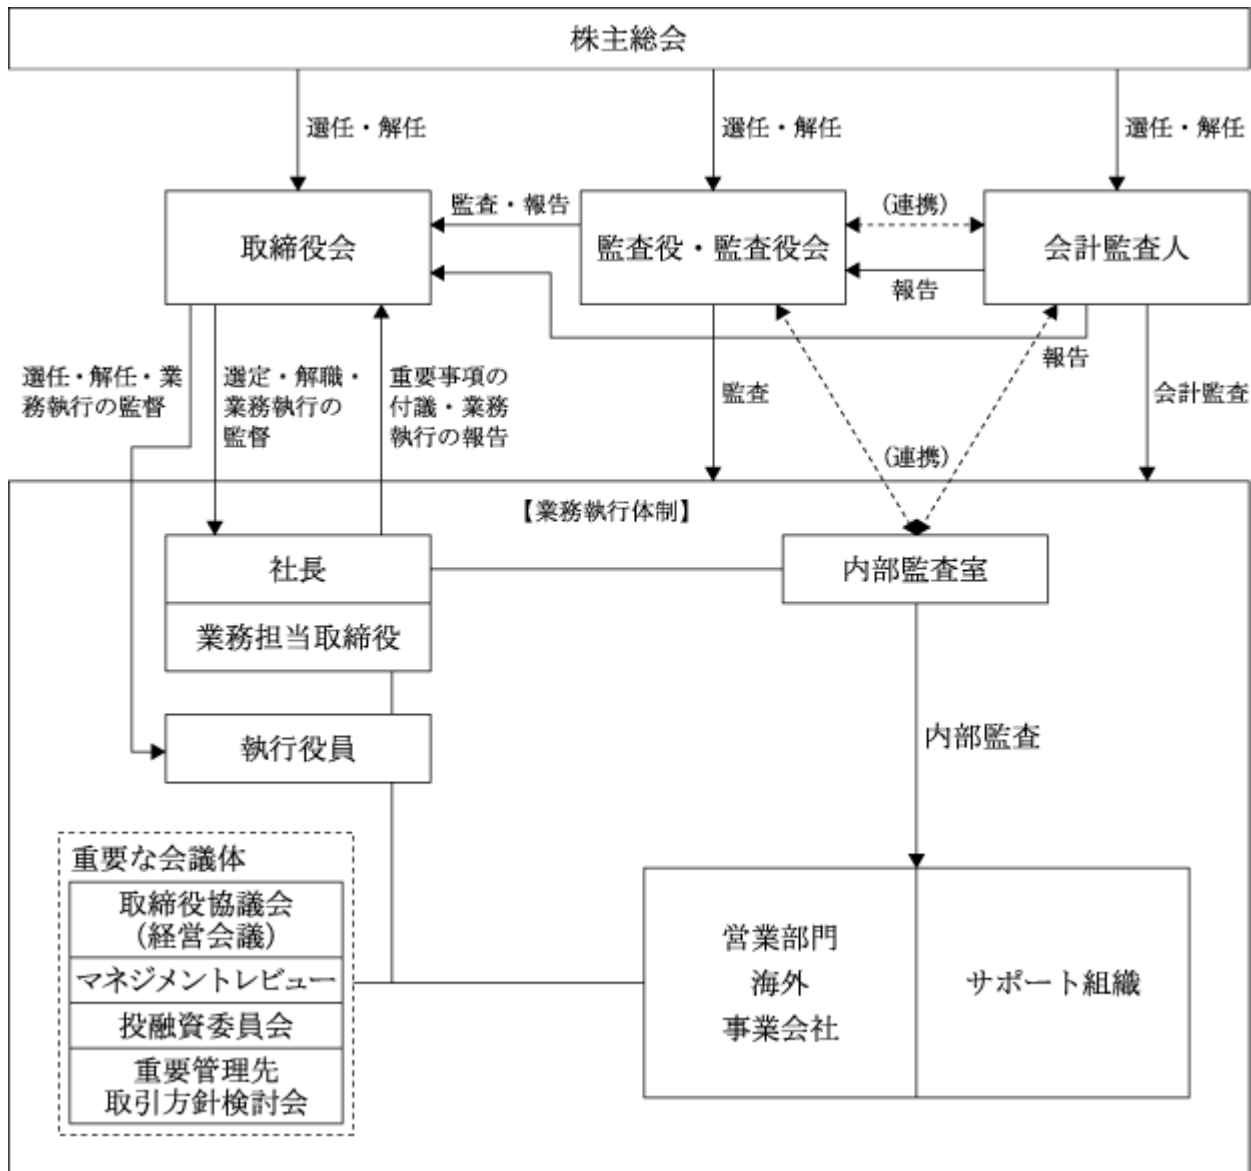 株主総会
選任・解任
選任・解任
選任・解任
取締役会
監査・報告
監査役・監査役会
(連携)
報告
会計監査人
選任・解任・業
務執行の監督
選定・解職・
業務執行の
監督
重要事項の
付議・業務
執行の報告
監査
(連携)
報告
会計監査
【業務執行体制】
社長
業務担当取締役
内部監査室
執行役員
内部監査
重要な会議体
取締役協議会
(経営会議)
マネジメントレビュー
投融資委員会
重要管理先
取引方針検討会
営業部門
海外
事業会社
サポート組織